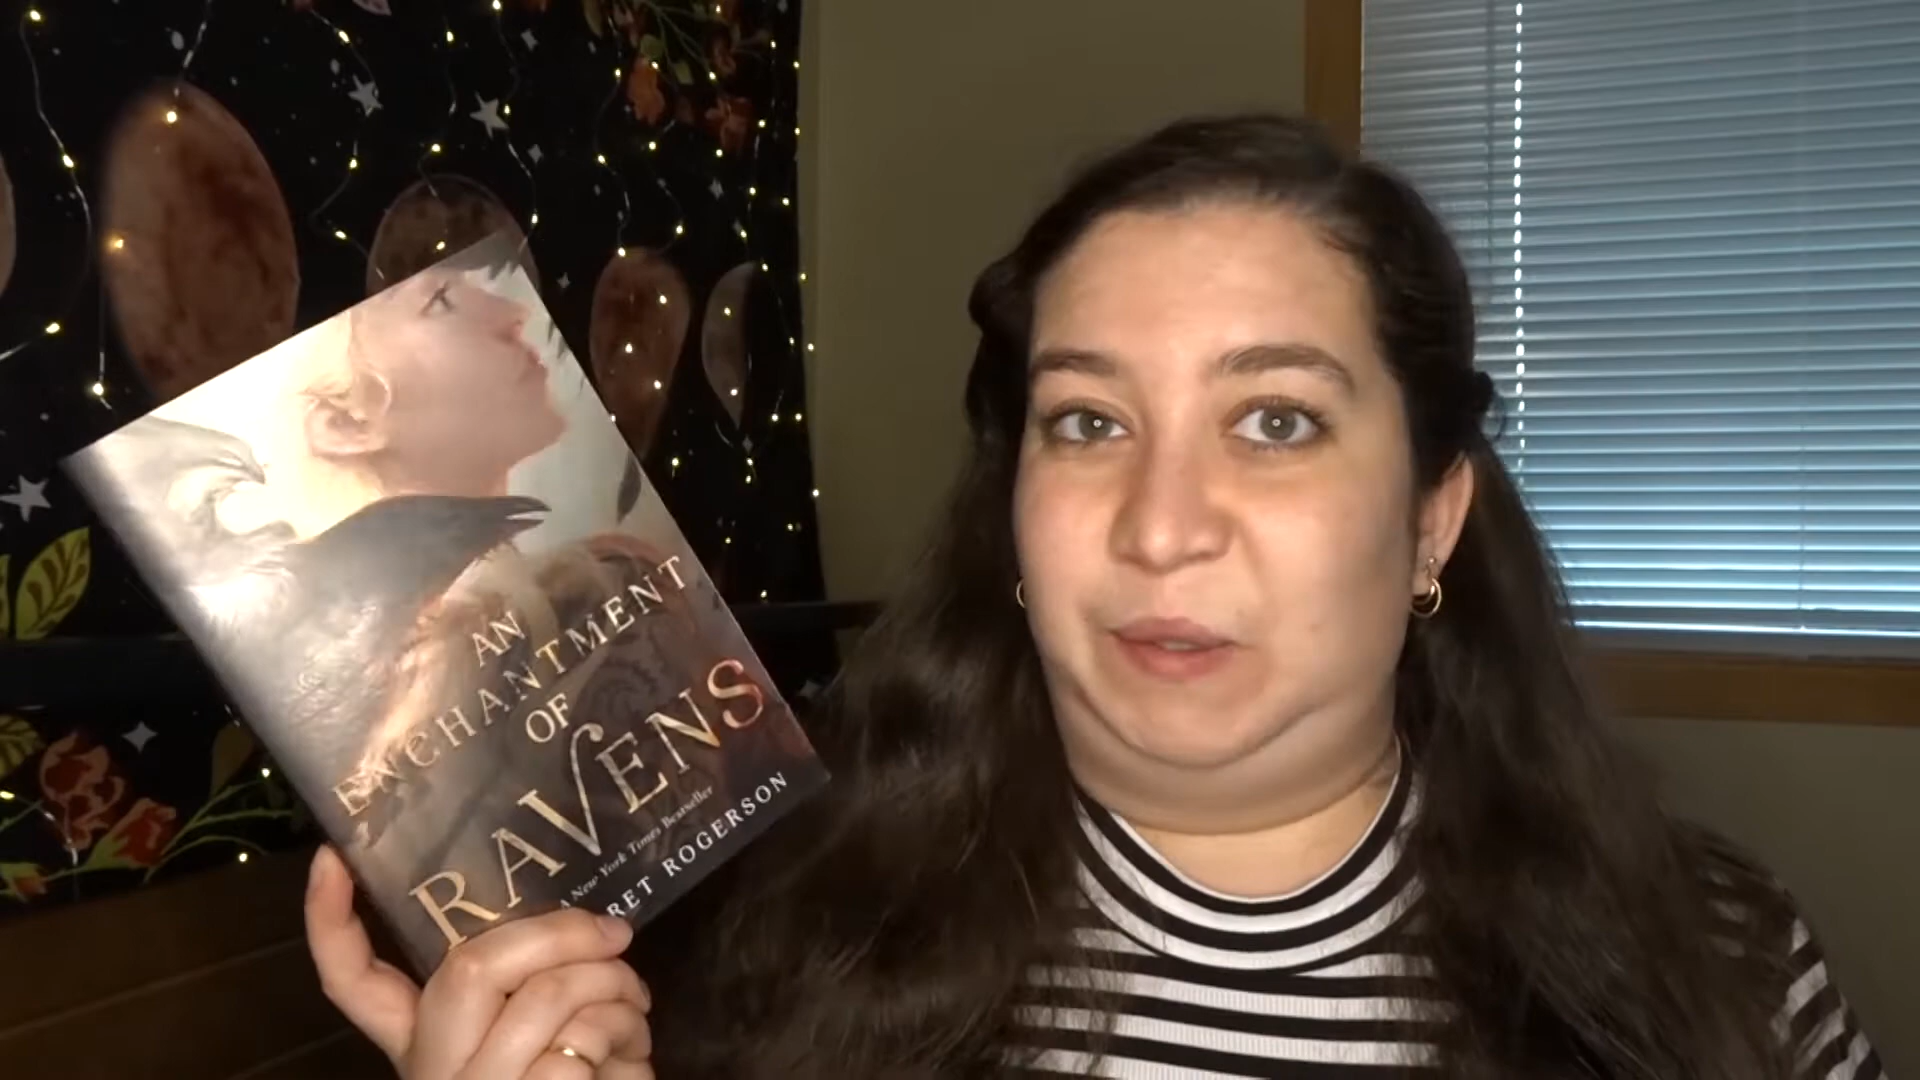 AN
ENCHANTMENT
OF
RAVENS
A New York Times Bestseller
RET ROGERSON